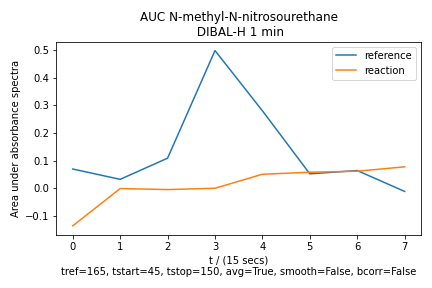 AUC N-methyl-N-nitrosourethane
DIBAL-H 1 min
reference
reaction
Area under absorbance spectra
0.5
0.4
0.3
0.2
0.1
0.0
−0.1
0 1 2 3 4 5 6 7
t / (15 secs)
tref=165, tstart=45, tstop=150, avg=True, smooth=False, bcorr=False